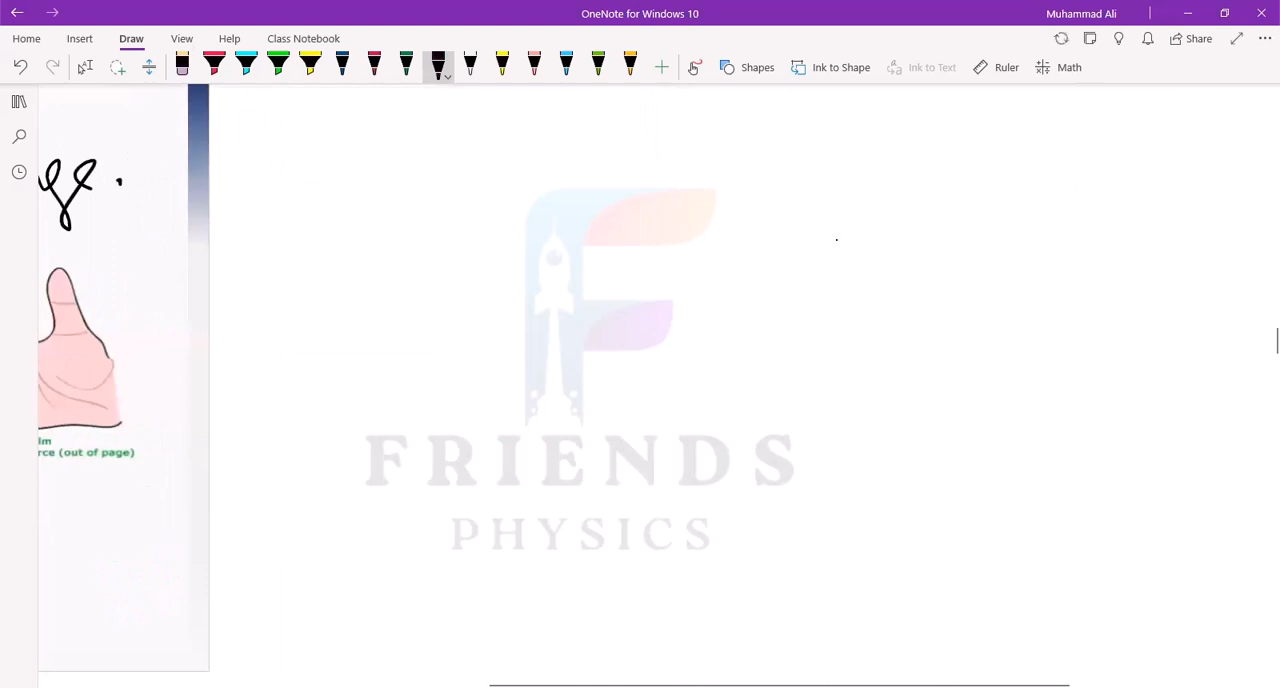 OneNote for Windows 10
Muhammad Ali
Home Insert Draw View Help Class Notebook
Share
Shapes Ink to Shape Ink to Text Ruler Math
lm
rce (out of page)
FRIENDS
PHYSICS